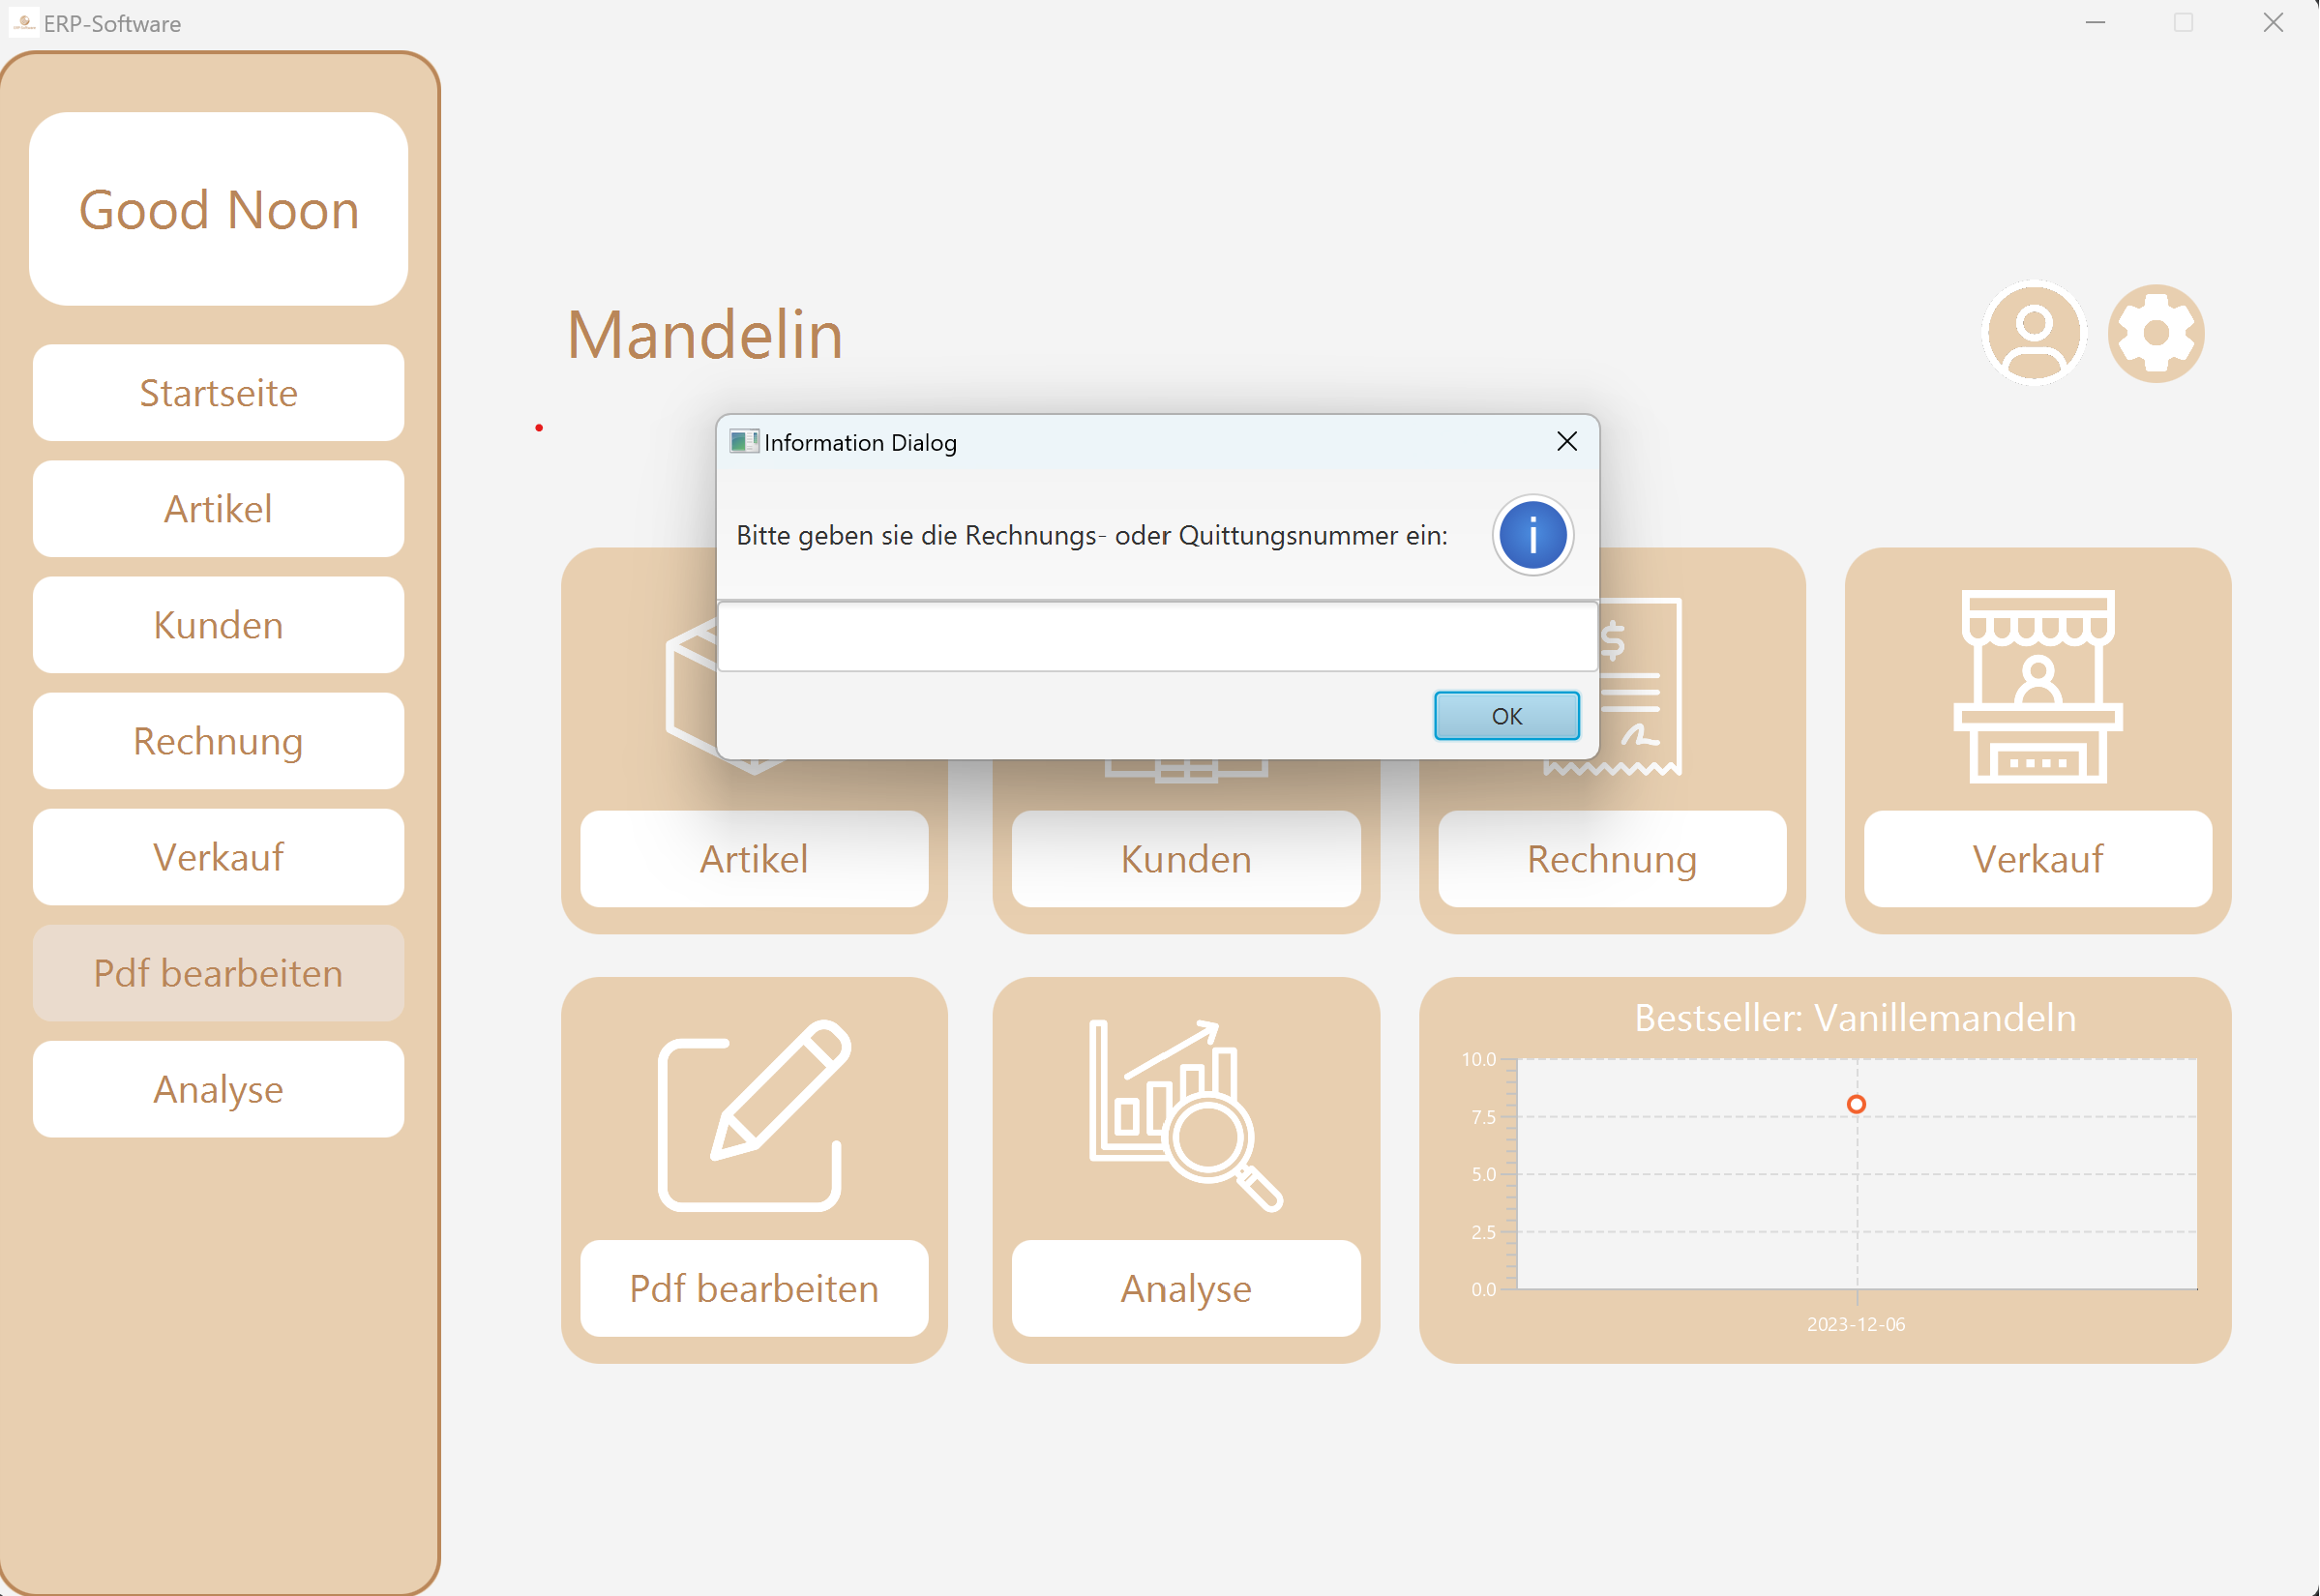 ERP-Software
Good Noon
Startseite
Artikel
Kunden
Rechnung
Verkauf
Pdf bearbeiten
Analyse
Mandelin
Information Dialog
Bitte geben sie die Rechnungs- oder Quittungsnummer ein:
OK
$
Artikel
Kunden
Rechnung
Verkauf
Pdf bearbeiten
Analyse
Bestseller: Vanillemandeln
10.0
7.5
5.0
2.5
0.0
2023-12-06